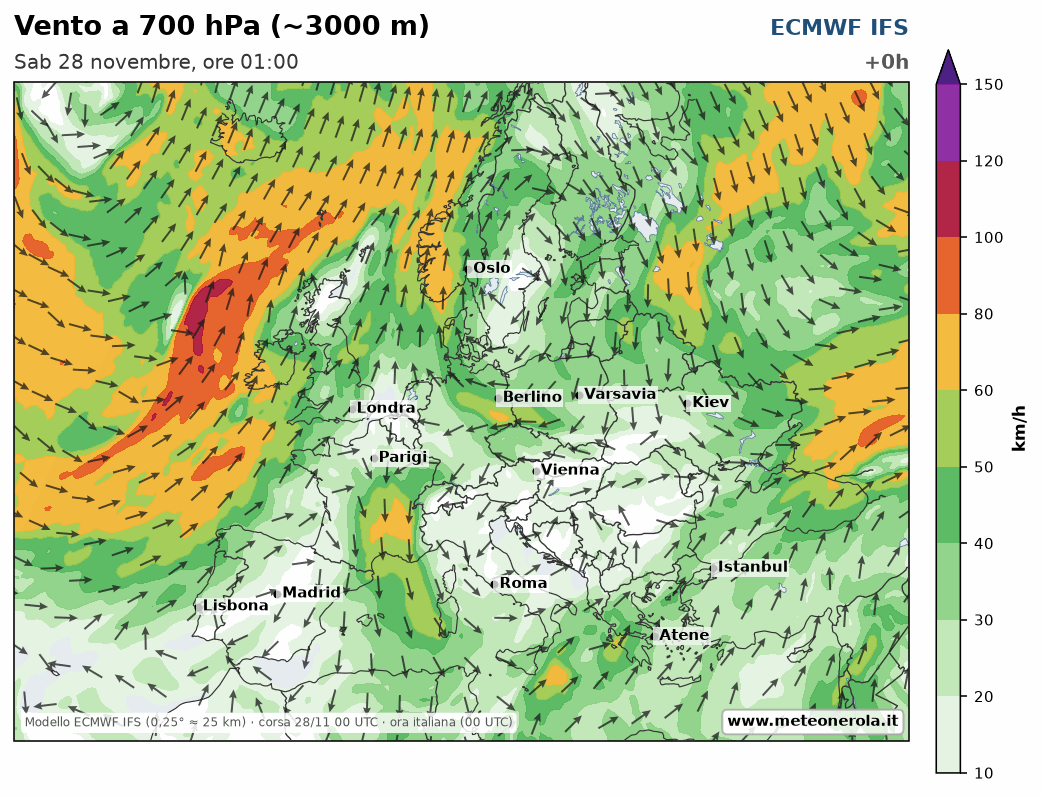 Vento a 700 hPa (~3000 m)
ECMWF IFS
Sab 28 novembre, ore 01:00
+0h
150
120
100
80
60
50
40
30
20
10
km/h
Oslo
Berlino
Varsavia
Kiev
Londra
Parigi
Vienna
Istanbul
Roma
Madrid
Lisbona
Atene
Modello ECMWF IFS (0,25° ≈ 25 km) · corsa 28/11 00 UTC · ora italiana (00 UTC)
www.meteonerola.it